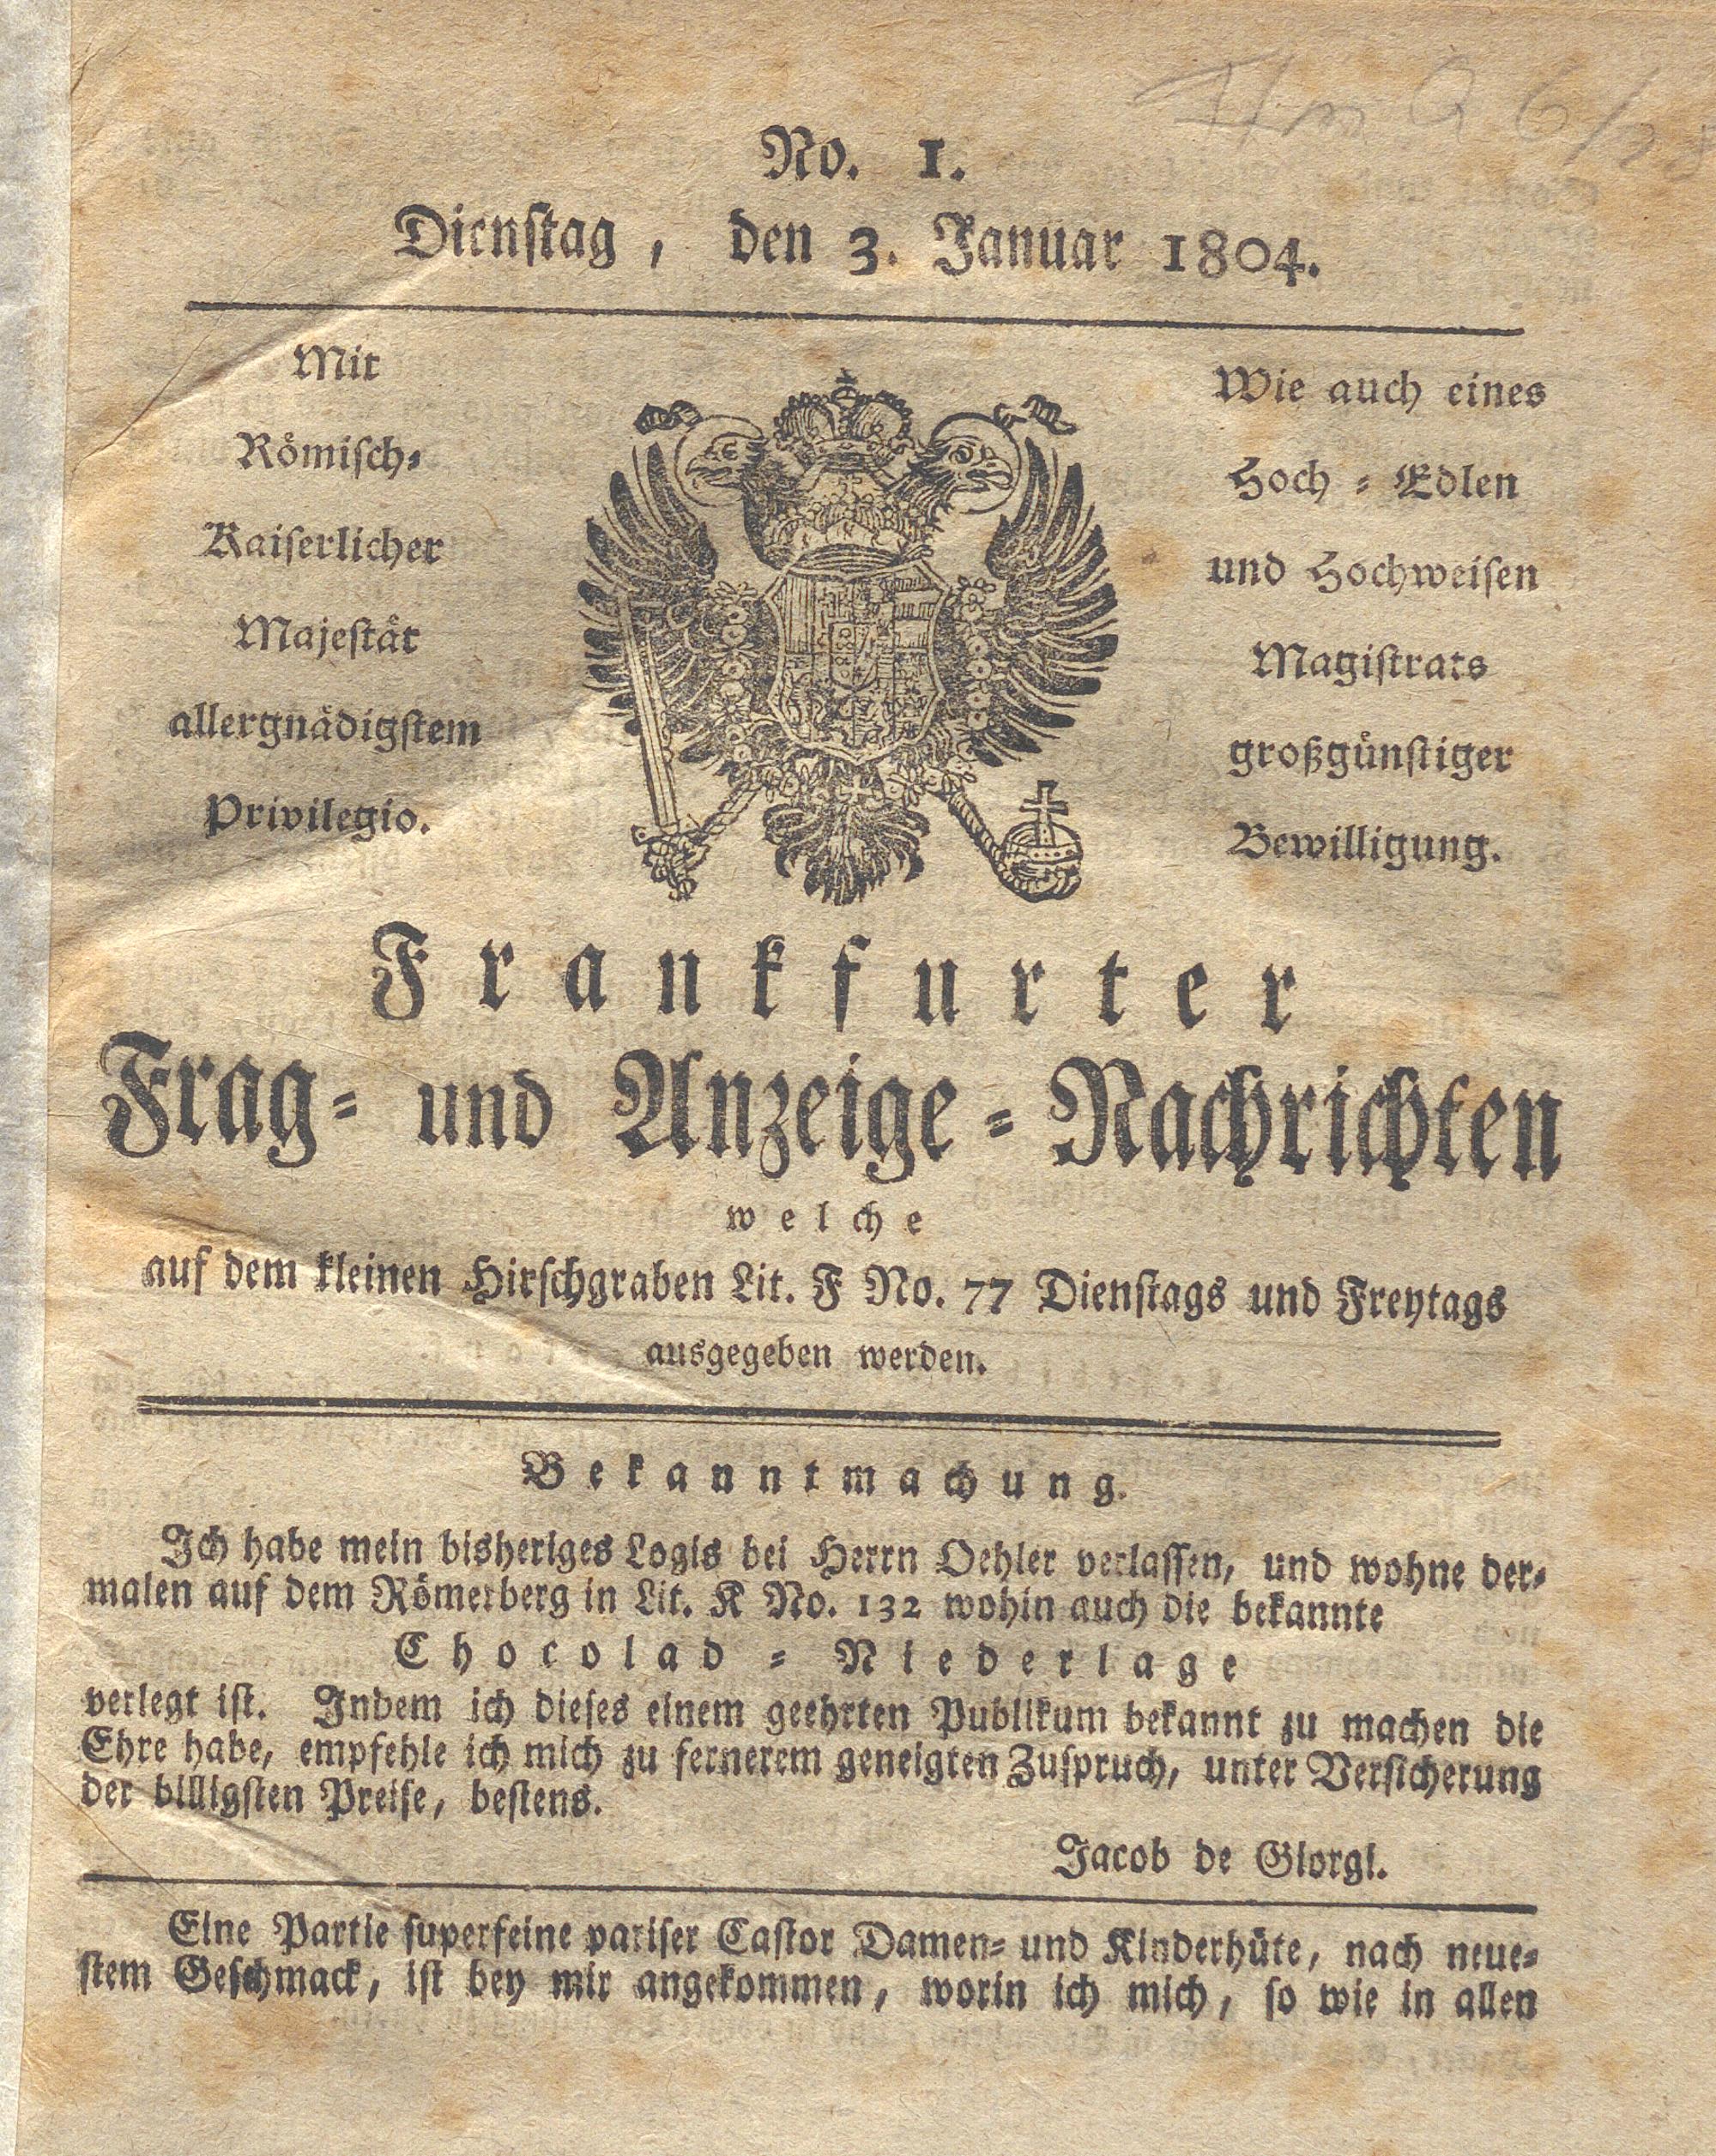 No. 1.
Dienstag, den 3. Januar 1804.
Mit
Römisch-
Kaiserlicher
Majestät
allergnädigstem
Privilegio.
Wie auch eines
Hoch-Edlen
und Hochweisen
Magistrats
großgünstiger
Bewilligung.
Frankfurter
Frag- und Anzeige-Nachrichten
welche
auf dem kleinen Hirschgraben Lit. F No. 77 Dienstags und Freytags
ausgegeben werden.
Bekanntmachung.
Ich habe mein bisheriges Logis bei Herrn Oehler verlassen, und wohne der-
malen auf dem Römerberg in Lit. K No. 132 wohin auch die bekannte
Chocolad-Niederlage
verlegt ist. Indem ich dieses einem geehrten Publikum bekannt zu machen die
Ehre habe, empfehle ich mich zu fernerem geneigten Zuspruch, unter Versicherung
der billigsten Preise, bestens.
Jacob de Giorgi.
Eine Partie superfeine pariser Castor Damen- und Kinderhüte, nach neue-
stem Geschmack, ist bey mir angekommen, worin ich mich, so wie in allen